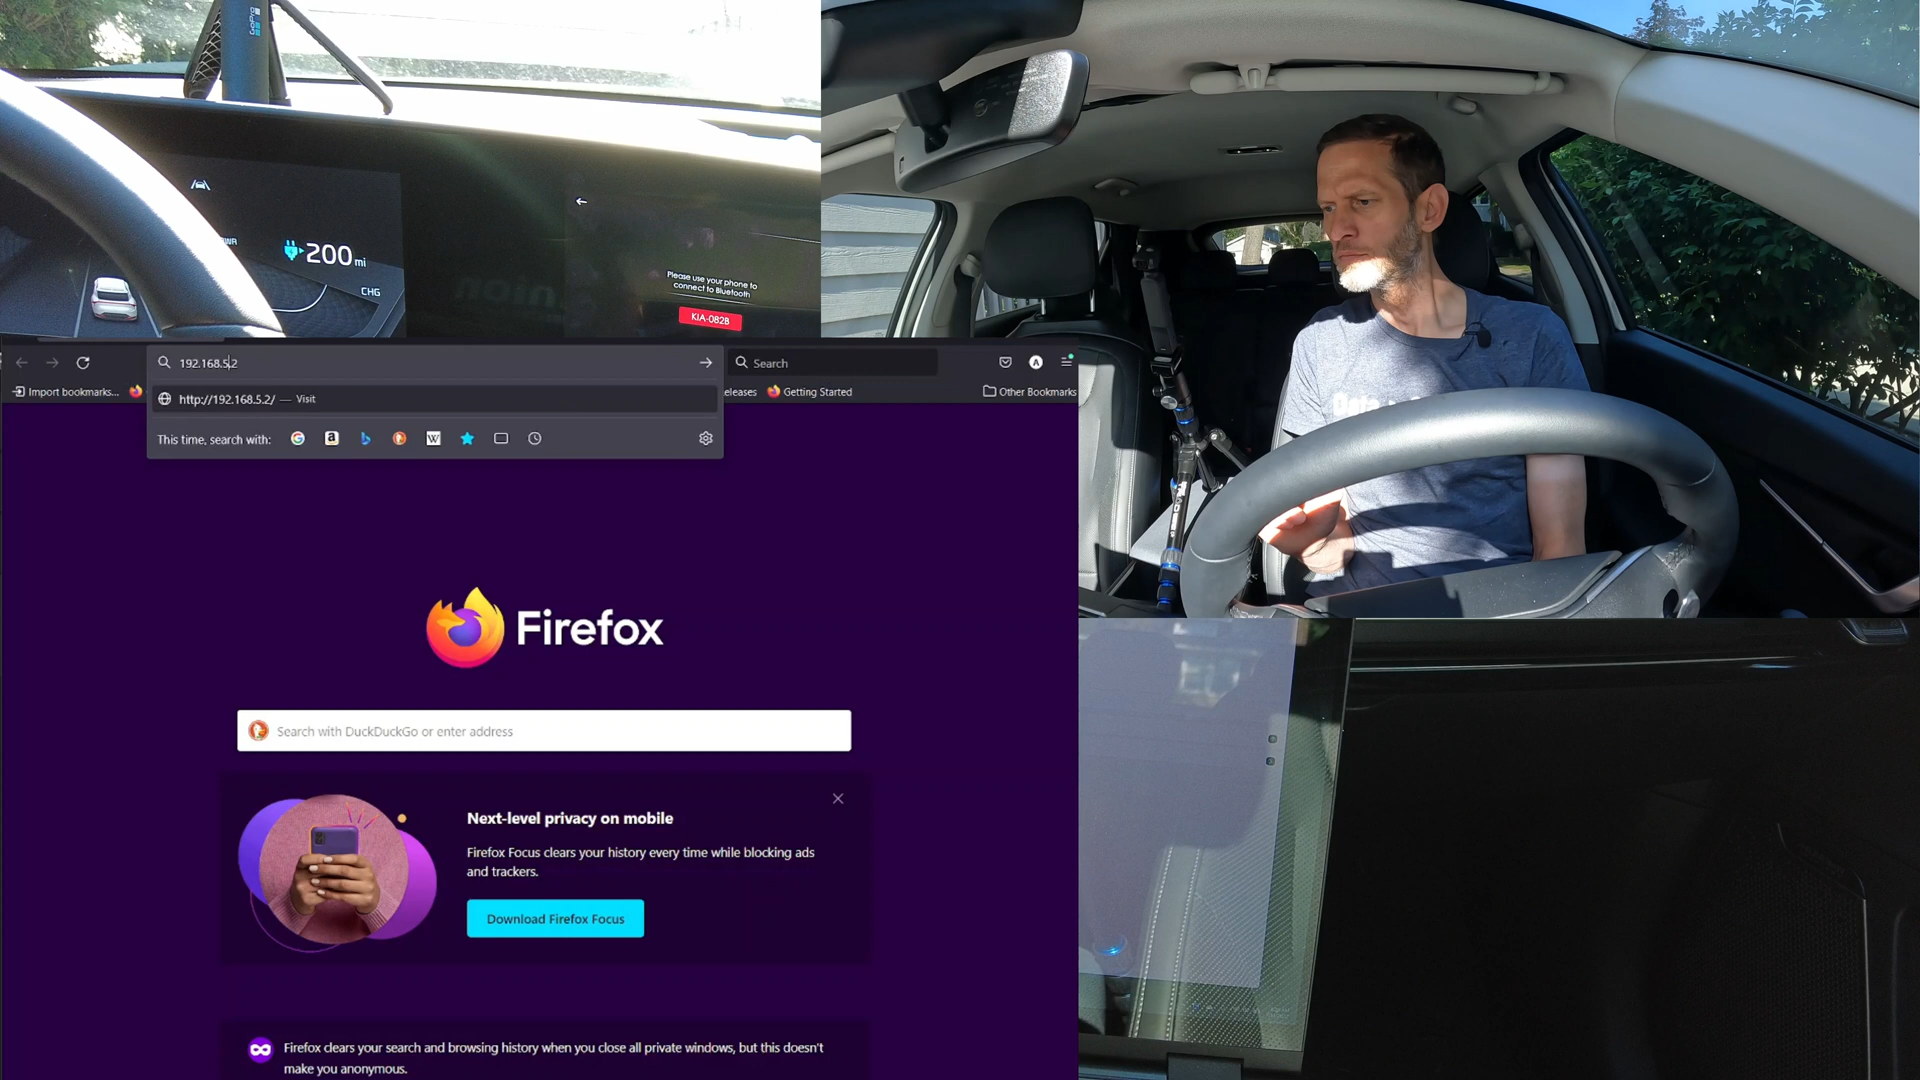 GoPro
200 mi
CHG
Please use your phone to
connect to Bluetooth
KIA-082B
192.168.5.2
Search
Import bookmarks...
eleases
Getting Started
Other Bookmarks
http://192.168.5.2/ — Visit
This time, search with:
Firefox
Search with DuckDuckGo or enter address
Next-level privacy on mobile
Firefox Focus clears your history every time while blocking ads
and trackers.
Download Firefox Focus
Firefox clears your search and browsing history when you close all private windows, but this doesn't
make you anonymous.